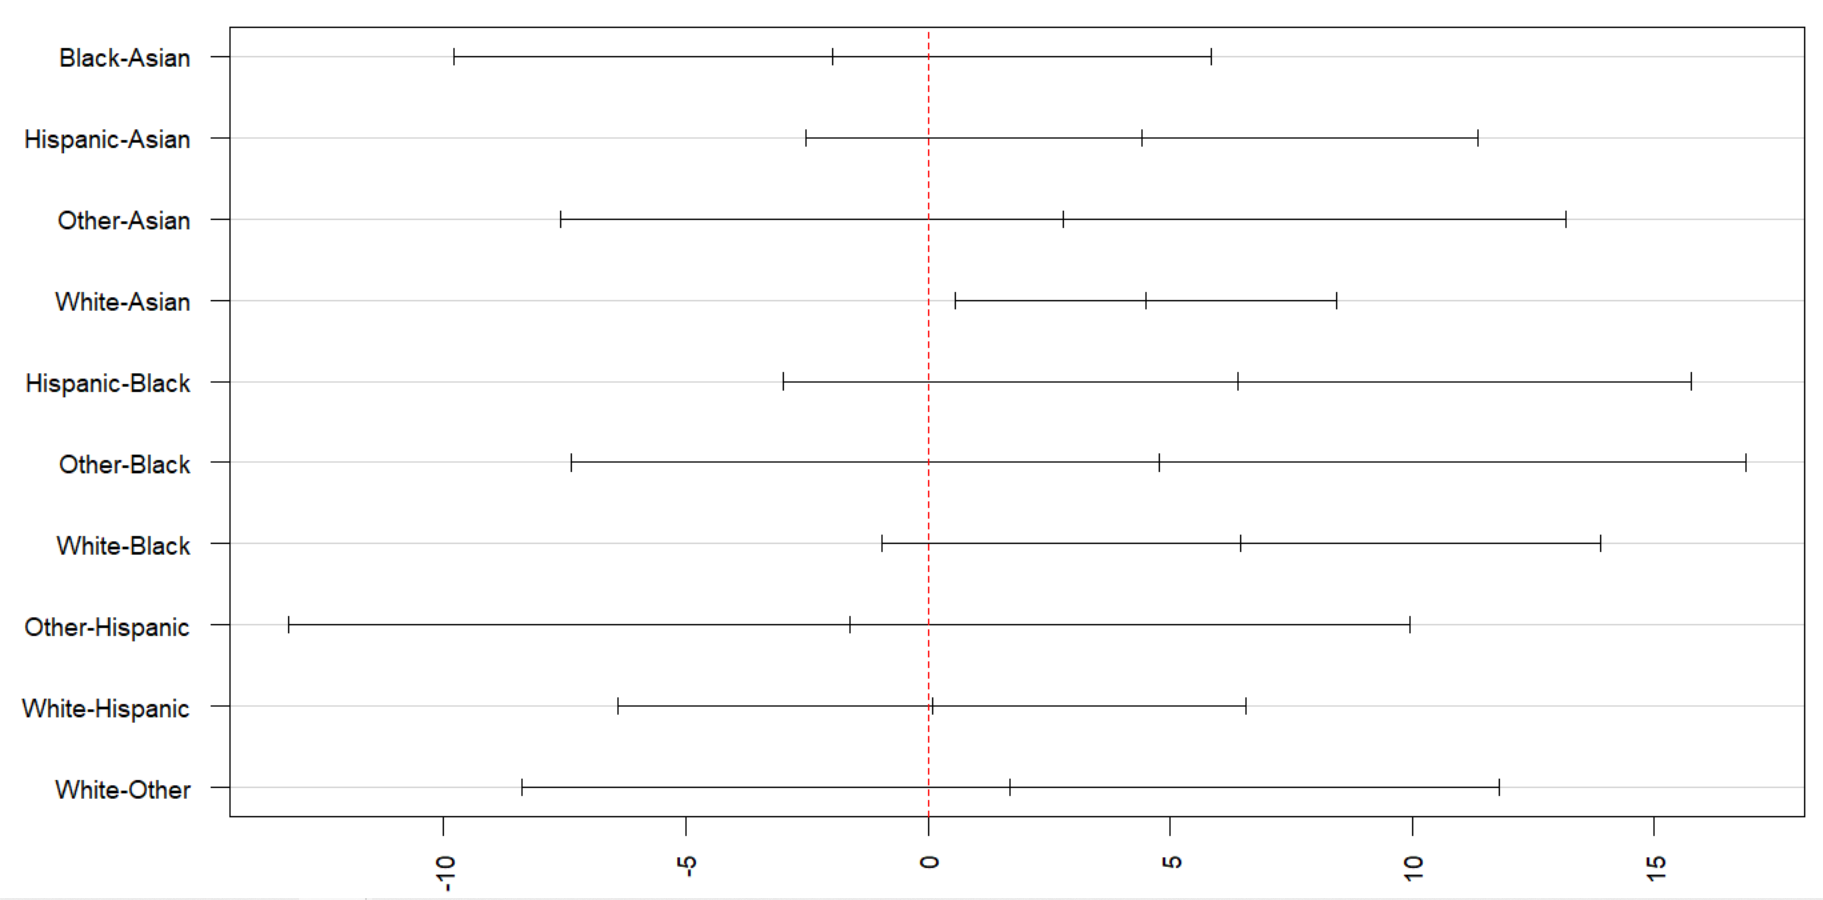 Black-Asian
Hispanic-Asian
Other-Asian
White-Asian
Hispanic-Black
Other-Black
White-Black
Other-Hispanic
White-Hispanic
White-Other
-10 -5 0 5 10 15